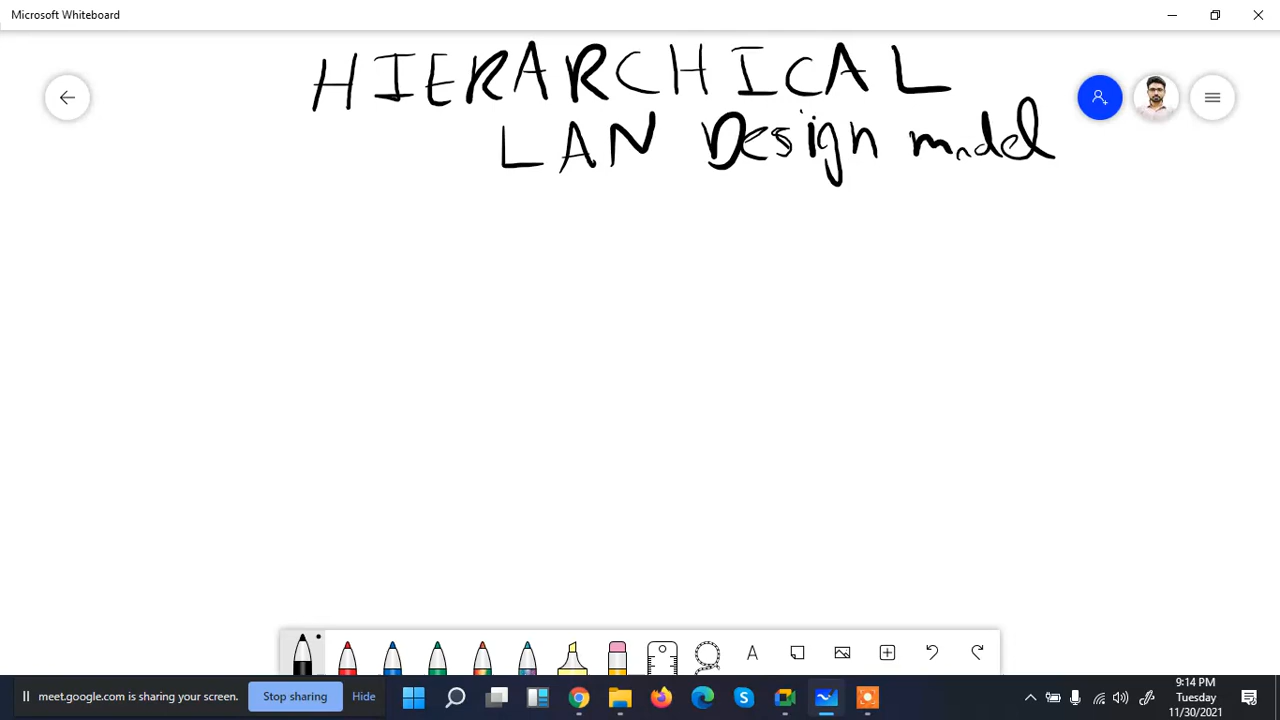 Microsoft Whiteboard
HIERARCHICAL
LAN Design model
A
meet.google.com is sharing your screen.
Stop sharing
Hide
9:14 PM
Tuesday
11/30/2021